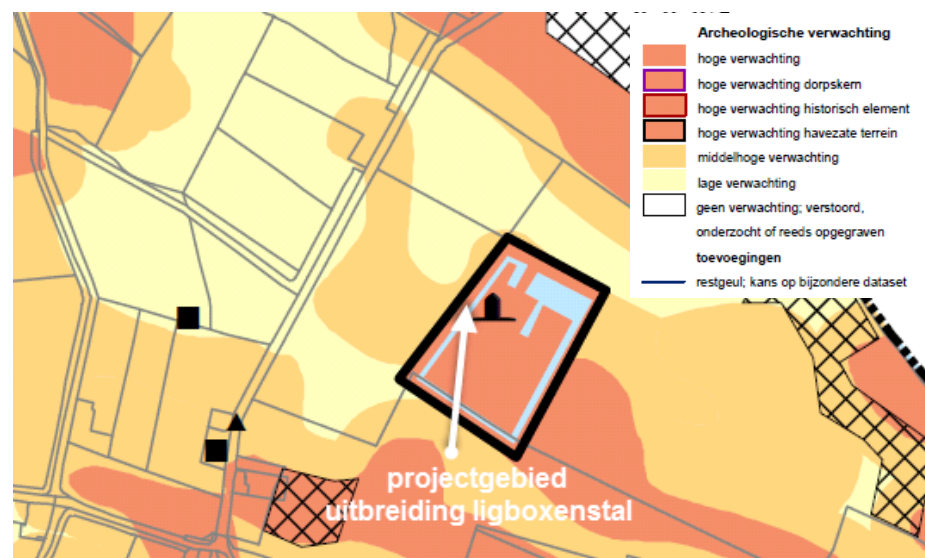 Archeologische verwachting
hoge verwachting
hoge verwachting dorpskern
hoge verwachting historisch element
hoge verwachting havezate terrein
middelhoge verwachting
lage verwachting
geen verwachting; verstoord,
onderzocht of reeds opgegraven
toevoegingen
restgeul; kans op bijzondere dataset
projectgebied
uitbreiding ligboxenstal